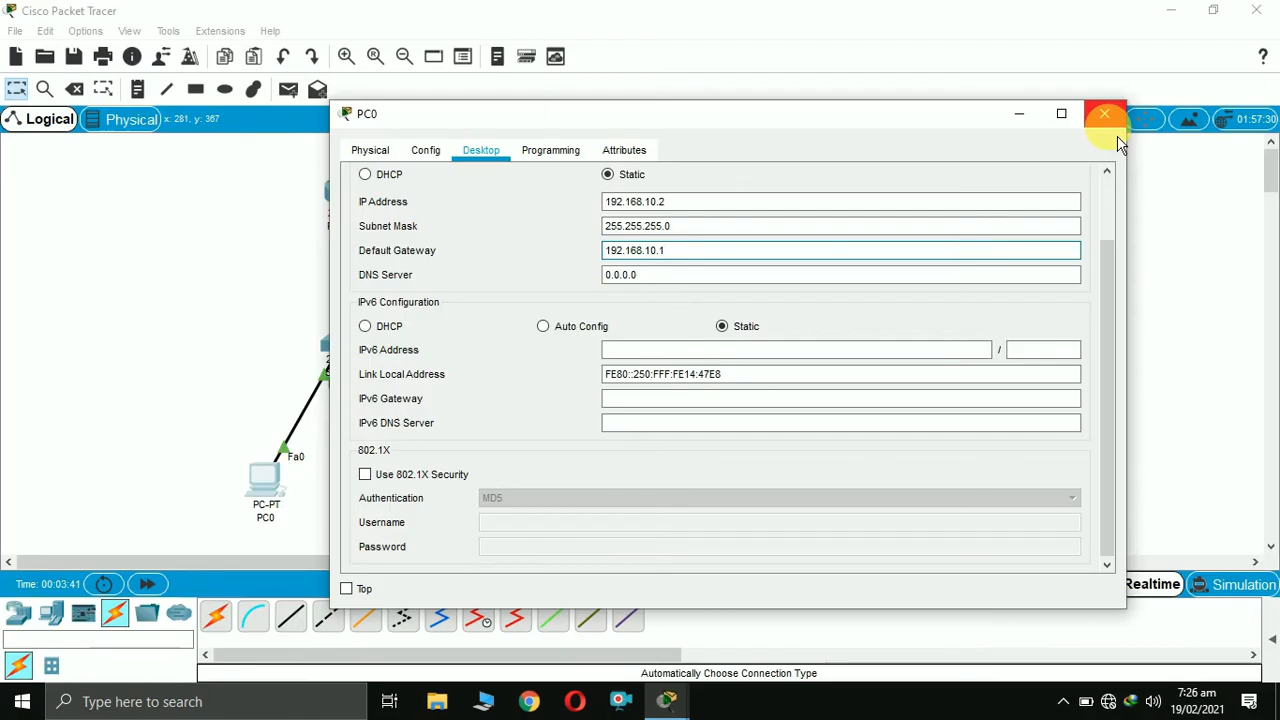 Cisco Packet Tracer
File Edit Options View Tools Extensions Help
Logical Physical x: 281, y: 367 01:57:30
PC0
Physical Config Desktop Programming Attributes
DHCP Static
IP Address 192.168.10.2
Subnet Mask 255.255.255.0
Default Gateway 192.168.10.1
DNS Server 0.0.0.0
IPv6 Configuration
DHCP Auto Config Static
IPv6 Address /
Link Local Address FE80::250:FFF:FE14:47E8
IPv6 Gateway
IPv6 DNS Server
802.1X
Use 802.1X Security
Authentication MD5
Username
Password
Top
Fa0
PC-PT
PC0
Time: 00:03:41 Realtime Simulation
Automatically Choose Connection Type
Type here to search
7:26 am
19/02/2021